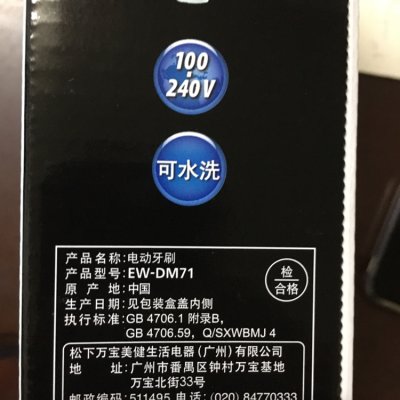 100
-
240V
可水洗
产品名称:电动牙刷
产品型号:EW-DM71
原产地:中国
生产日期:见包装盒盖内侧
执行标准:GB 4706.1 附录B,
GB 4706.59, Q/SXWBMJ 4
检
合格
松下万宝美健生活电器(广州)有限公司
地址:广州市番禺区钟村万宝基地
万宝北街33号
邮政编码:511495 电话:(020) 84770333